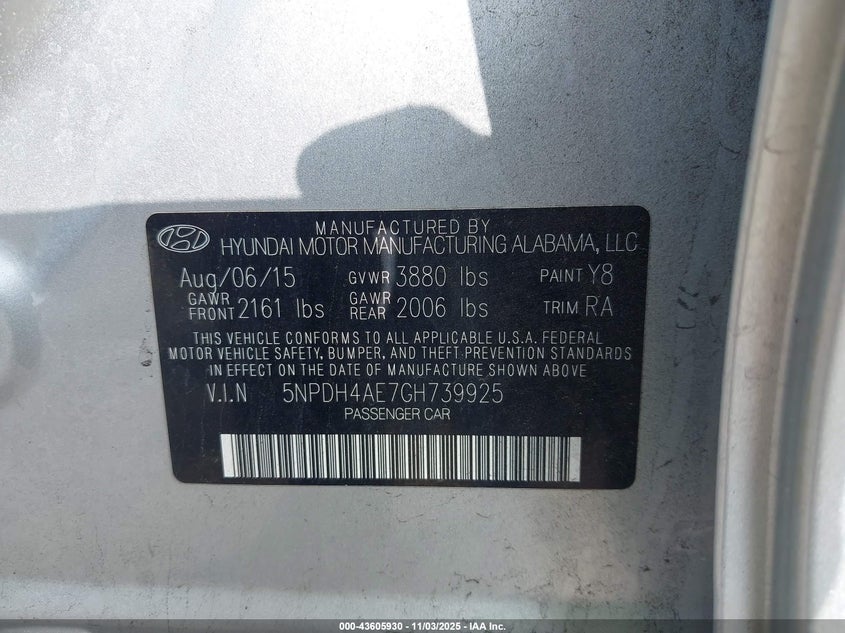 MANUFACTURED BY
HYUNDAI MOTOR MANUFACTURING ALABAMA, LLC
Aug/06/15 GVWR 3880 lbs PAINT Y8
GAWR FRONT 2161 lbs GAWR REAR 2006 lbs TRIM RA
THIS VEHICLE CONFORMS TO ALL APPLICABLE U.S.A. FEDERAL
MOTOR VEHICLE SAFETY, BUMPER, AND THEFT PREVENTION STANDARDS
IN EFFECT ON THE DATE OF MANUFACTURE SHOWN ABOVE
V.I.N 5NPDH4AE7GH739925
PASSENGER CAR
000-43605930 - 11/03/2025 - IAA Inc.